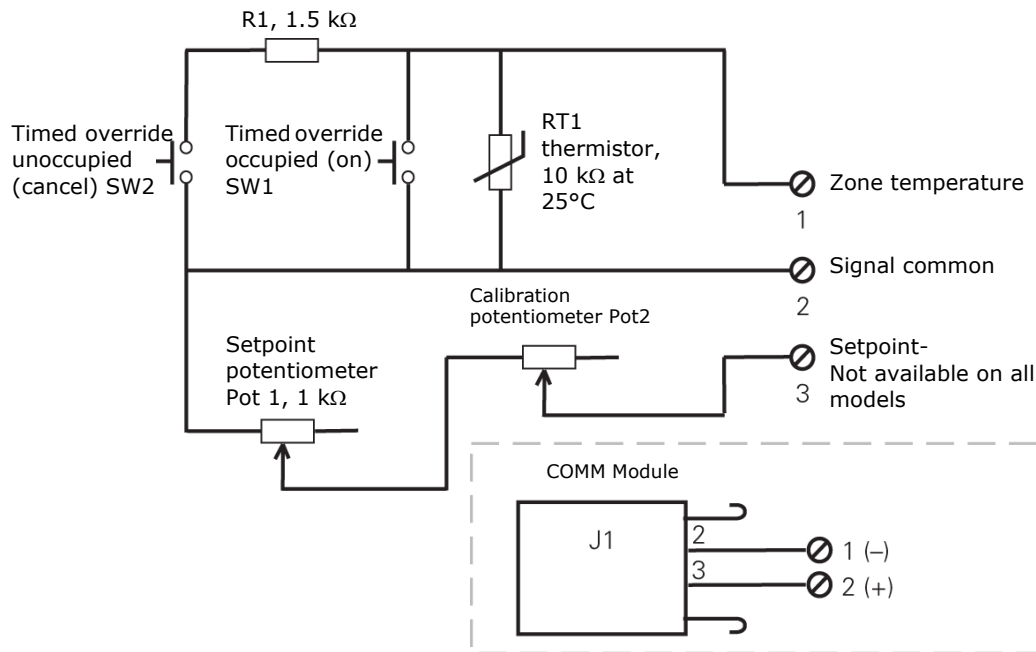 R1, 1.5 kΩ
Timed override
unoccupied
(cancel) SW2
Timed override
occupied (on)
SW1
RT1
thermistor,
10 kΩ at
25°C
Zone temperature
1
Signal common
2
Calibration
potentiometer Pot2
Setpoint
potentiometer
Pot 1, 1 kΩ
Setpoint-
Not available on all
models
3
COMM Module
J1
2
3
1 (–)
2 (+)